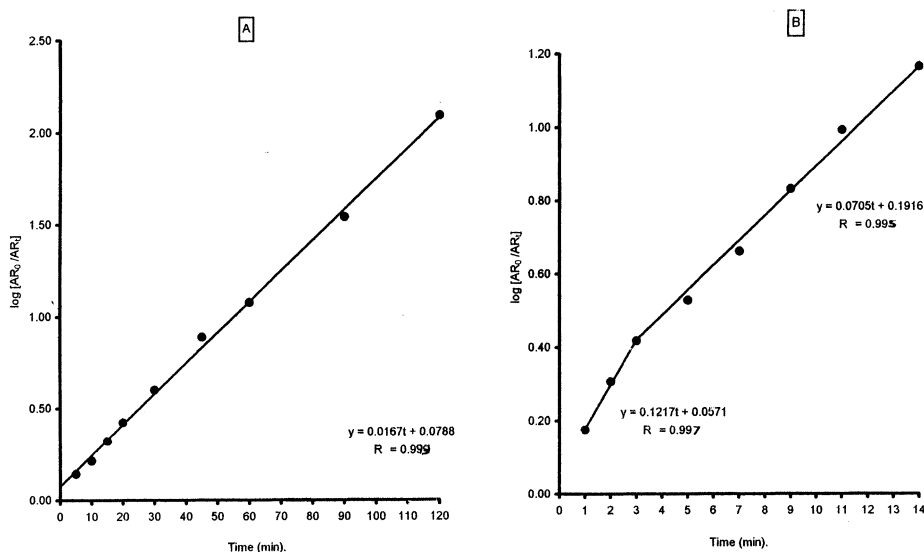 A
2.50
2.00
1.50
1.00
0.50
0.00
0 10 20 30 40 50 60 70 80 90 100 110 120
log [AR₀ /ARₜ]
Time (min).
y = 0.0167t + 0.0788
R = 0.999
B
1.20
1.00
0.80
0.60
0.40
0.20
0.00
0 1 2 3 4 5 6 7 8 9 10 11 12 13 14
log [AR₀ /ARₜ]
Time (min).
y = 0.0705t + 0.1916
R = 0.995
y = 0.1217t + 0.0571
R = 0.997